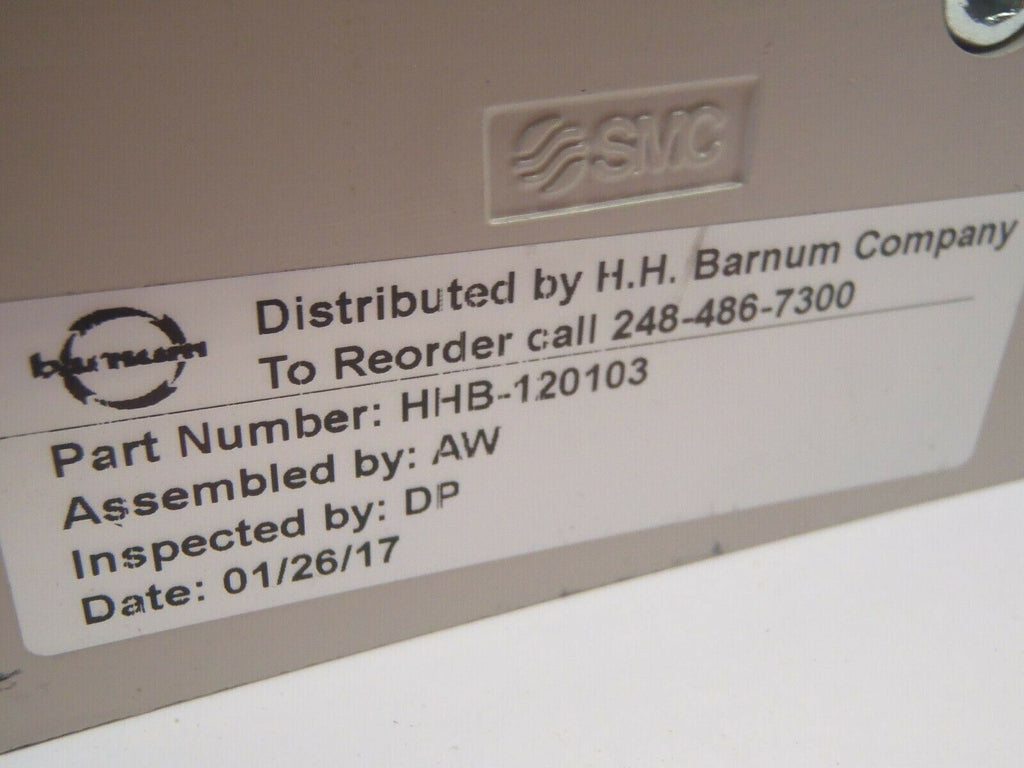 SMC
Distributed by H.H. Barnum Company
To Reorder call 248-486-7300
Part Number: HHB-120103
Assembled by: AW
Inspected by: DP
Date: 01/26/17